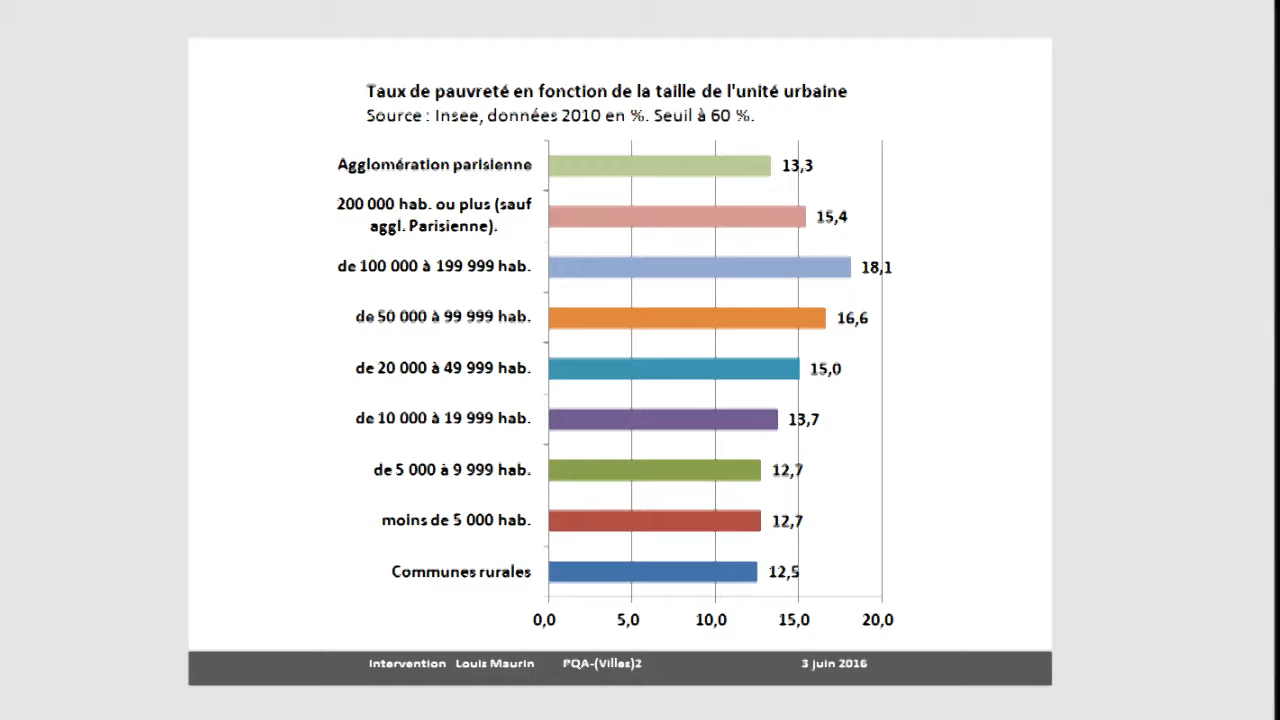 Taux de pauvreté en fonction de la taille de l'unité urbaine
Source : Insee, données 2010 en %. Seuil à 60 %.
Agglomération parisienne 13,3
200 000 hab. ou plus (sauf
aggl. Parisienne). 15,4
de 100 000 à 199 999 hab. 18,1
de 50 000 à 99 999 hab. 16,6
de 20 000 à 49 999 hab. 15,0
de 10 000 à 19 999 hab. 13,7
de 5 000 à 9 999 hab. 12,7
moins de 5 000 hab. 12,7
Communes rurales 12,5
0,0 5,0 10,0 15,0 20,0
Intervention Louis Maurin PQA-(Villes)2 3 juin 2016